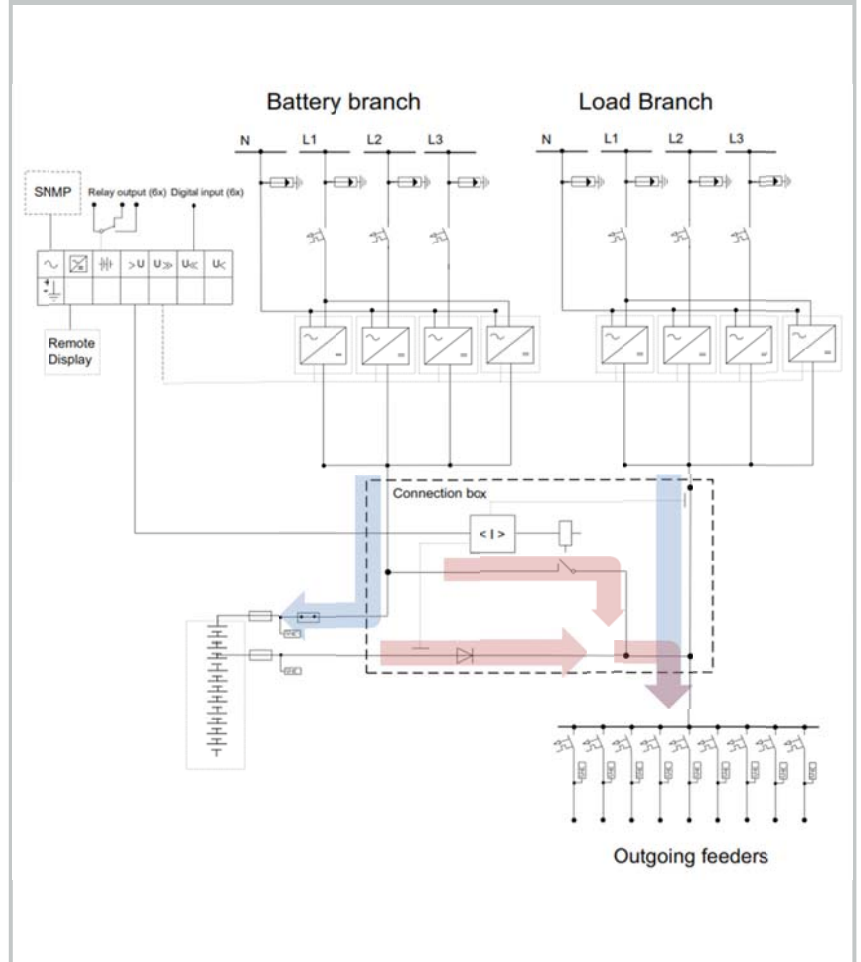 Battery branch
Load Branch
N L1 L2 L3
N L1 L2 L3
SNMP
Relay output (6x) Digital input (6x)
>U U≫ U≪ U<
Remote
Display
Connection box
< I >
Outgoing feeders